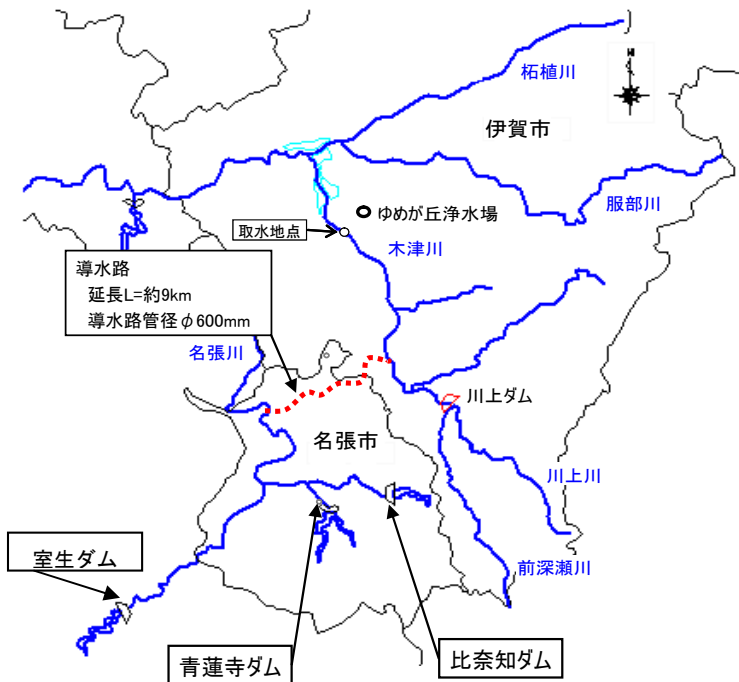 N
柘植川
伊賀市
服部川
ゆめが丘浄水場
取水地点
木津川
導水路
延長L=約9km
導水路管径φ600mm
名張川
川上ダム
名張市
川上川
室生ダム
前深瀬川
青蓮寺ダム
比奈知ダム